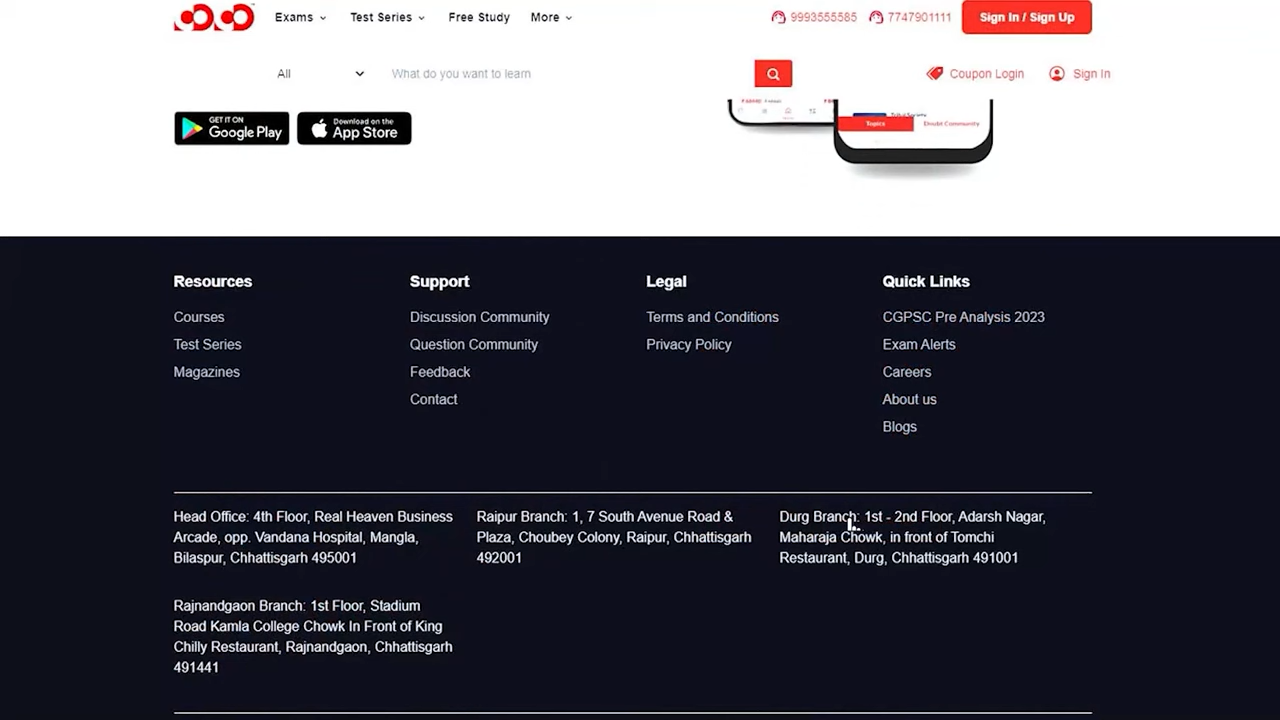 Exams
Test Series
Free Study
More
9993555585
7747901111
Sign In / Sign Up
All
What do you want to learn
Coupon Login
Sign In
GET IT ON
Google Play
Download on the
App Store
Topics
Doubt Community
Resources
Courses
Test Series
Magazines
Support
Discussion Community
Question Community
Feedback
Contact
Legal
Terms and Conditions
Privacy Policy
Quick Links
CGPSC Pre Analysis 2023
Exam Alerts
Careers
About us
Blogs
Head Office: 4th Floor, Real Heaven Business
Arcade, opp. Vandana Hospital, Mangla,
Bilaspur, Chhattisgarh 495001
Raipur Branch: 1, 7 South Avenue Road &
Plaza, Choubey Colony, Raipur, Chhattisgarh
492001
Durg Branch: 1st - 2nd Floor, Adarsh Nagar,
Maharaja Chowk, in front of Tomchi
Restaurant, Durg, Chhattisgarh 491001
Rajnandgaon Branch: 1st Floor, Stadium
Road Kamla College Chowk In Front of King
Chilly Restaurant, Rajnandgaon, Chhattisgarh
491441